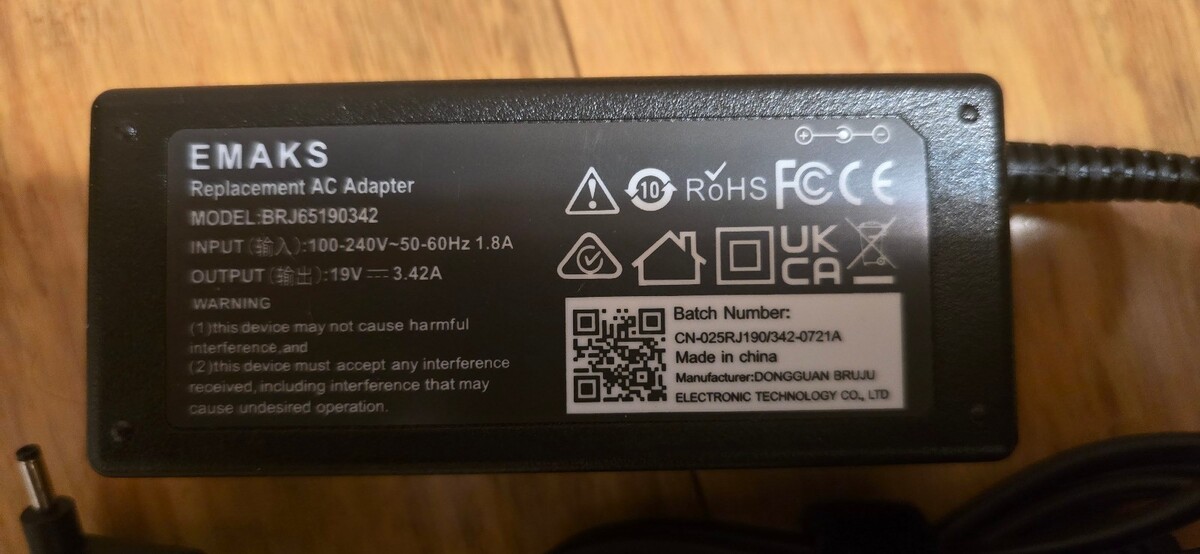 EMAKS
Replacement AC Adapter
MODEL:BRJ65190342
INPUT(输入):100-240V~50-60Hz 1.8A
OUTPUT(输出):19V⎓3.42A
WARNING
(1)this device may not cause harmful
interference,and
(2)this device must accept any interference
received,including interference that may
cause undesired operation.
10
RoHS
FC CE
UK
CA
Batch Number:
CN-025RJ190/342-0721A
Made in china
Manufacturer:DONGGUAN BRUJU
ELECTRONIC TECHNOLOGY CO., LTD